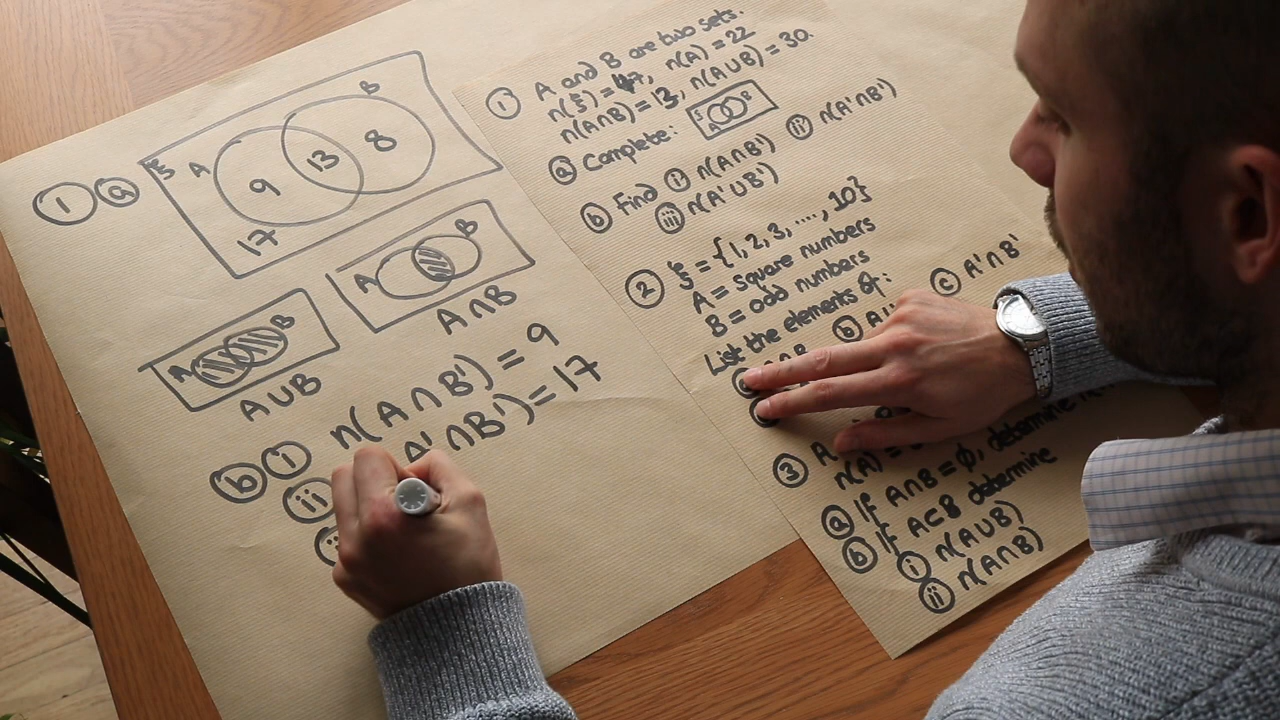 1 a
ξ
A
B
9
13
8
17
A
B
A∩B
A
B
A∪B
b i n(A∩B') = 9
ii A'∩B') = 17
1 A and B are two sets.
n(ξ) = 47, n(A) = 22
n(A∩B) = 13, n(A∪B) = 30.
a Complete:
ξ
A
B
b Find i n(A∩B') ii n(A'∩B')
iii n(A'∪B')
2 ξ = {1, 2, 3, ...., 10}
A = square numbers
B = odd numbers
List the elements of:
A∩B b A' c A'∩B'
3 A
n(A) =
a If A∩B = ϕ, determine
b If A⊂B determine
i n(A∪B)
ii n(A∩B)